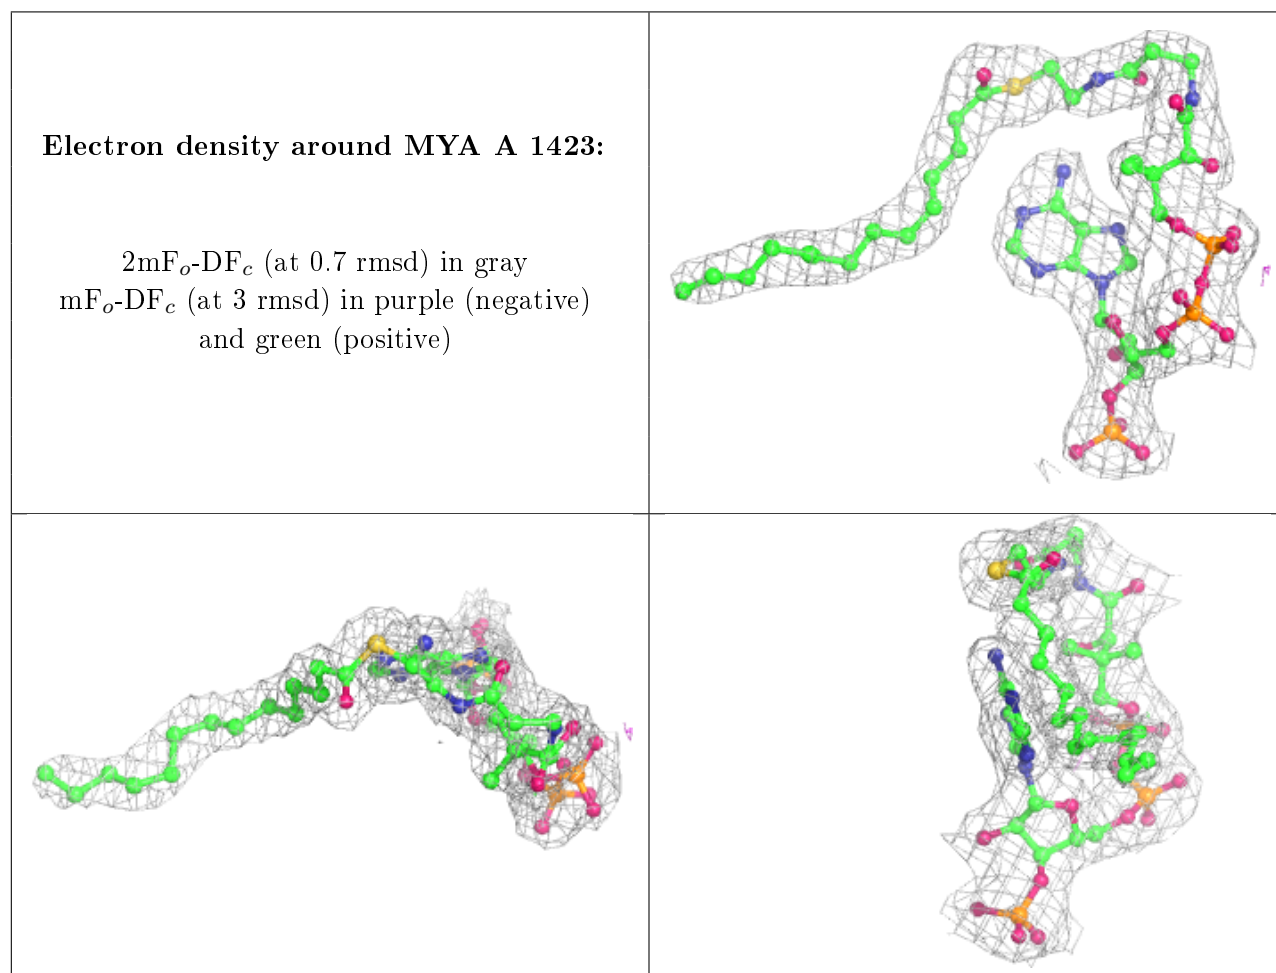 Electron density around MYA A 1423:
2mFo-DFc (at 0.7 rmsd) in gray
mFo-DFc (at 3 rmsd) in purple (negative)
and green (positive)